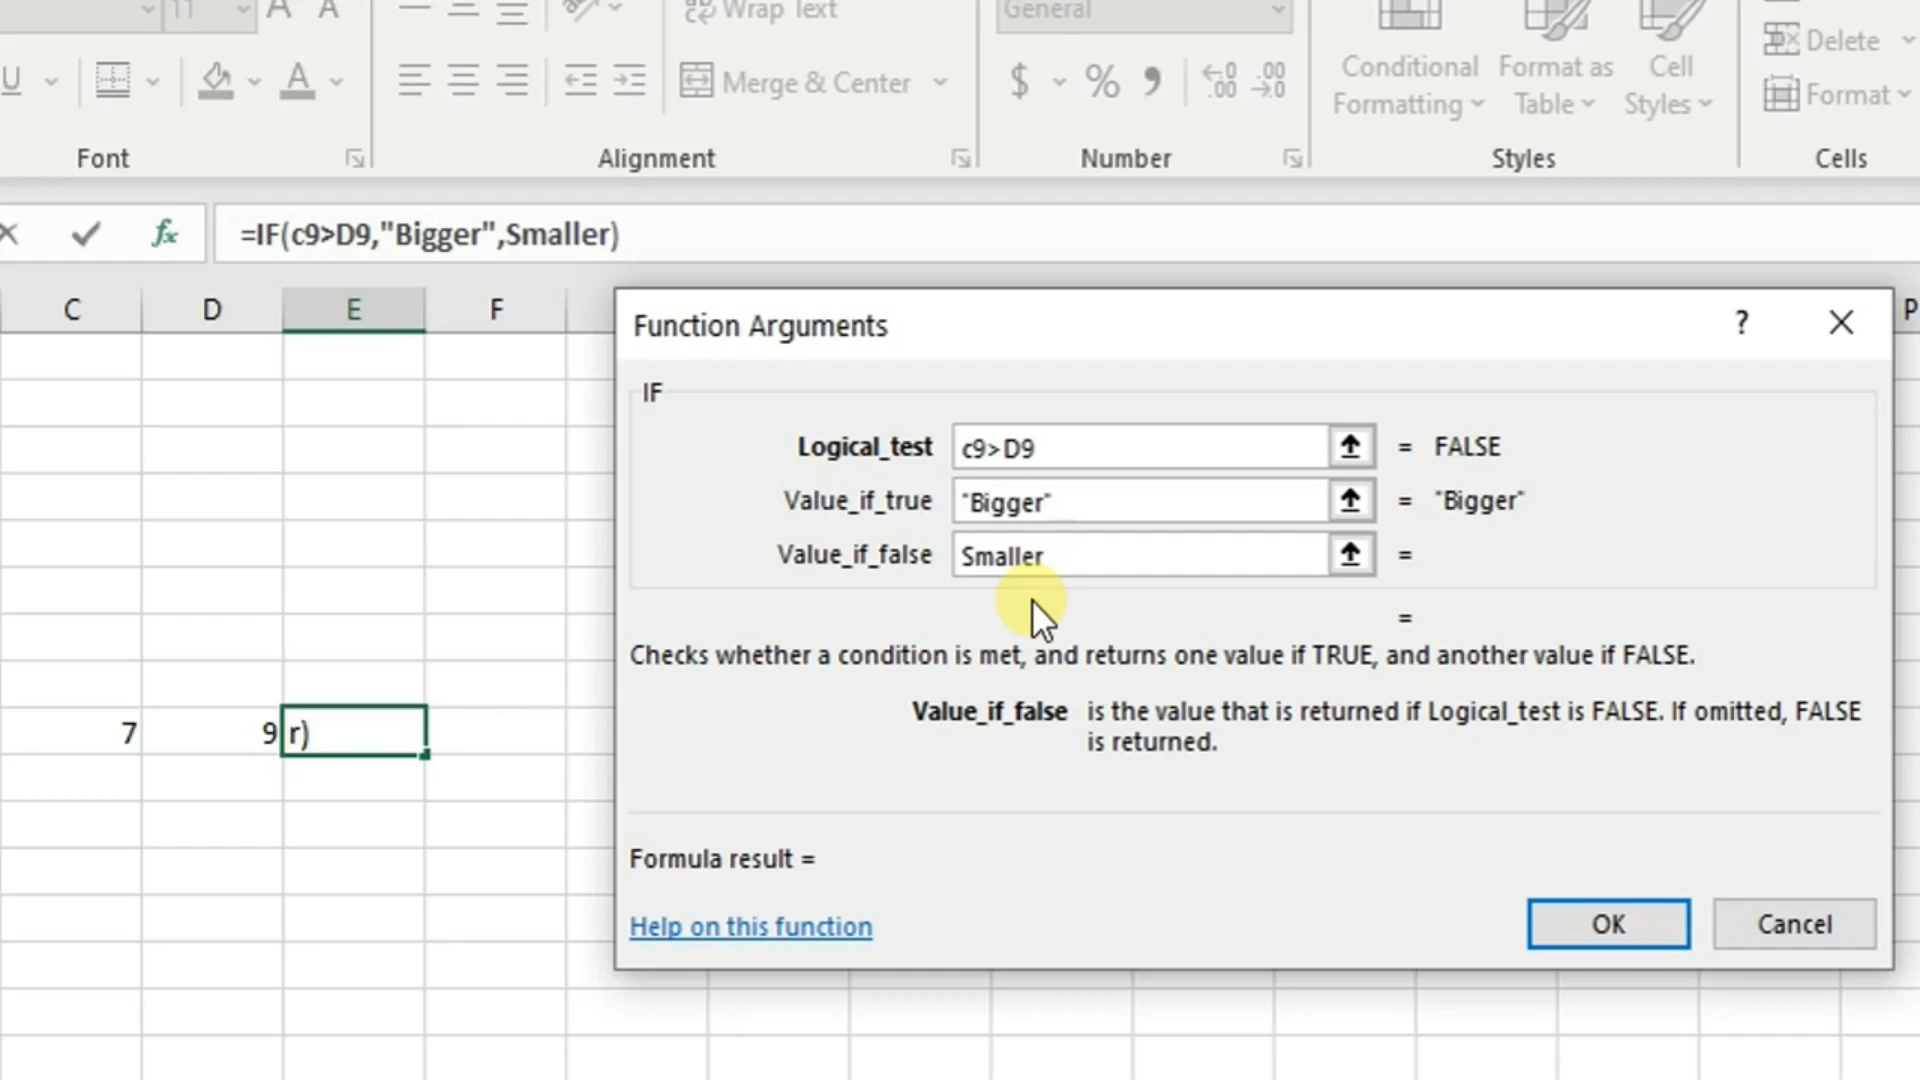 11 A A Wrap Text General
U A Merge & Center $ % , .00 .00 Conditional Formatting Format as Table Cell Styles Delete
Format
Font Alignment Number Styles Cells
fx =IF(c9>D9,"Bigger",Smaller)
C D E F P
Function Arguments ? 
IF
Logical_test c9>D9 = FALSE
Value_if_true "Bigger" = "Bigger"
Value_if_false Smaller =
=
Checks whether a condition is met, and returns one value if TRUE, and another value if FALSE.
Value_if_false is the value that is returned if Logical_test is FALSE. If omitted, FALSE
is returned.
7 9 r)
Formula result =
Help on this function OK Cancel